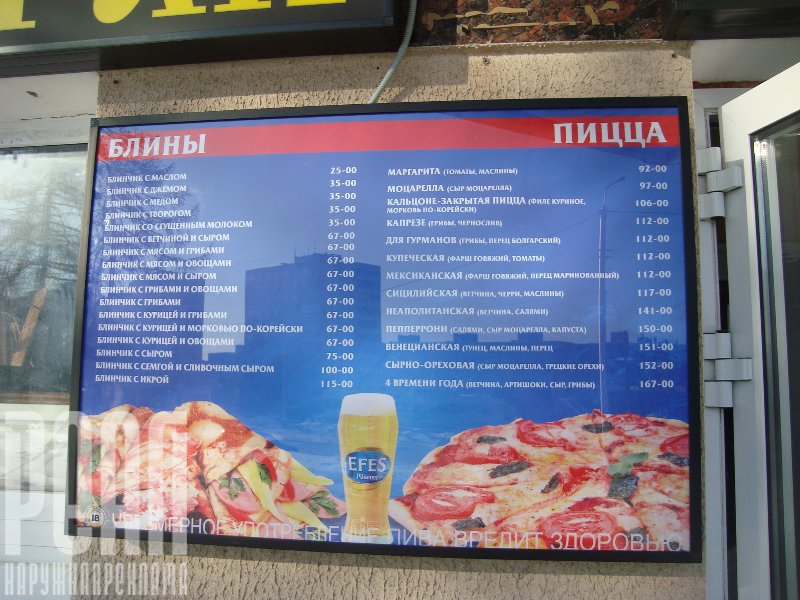 БЛИНЫ
БЛИНЧИК С МАСЛОМ 25-00
БЛИНЧИК С ДЖЕМОМ 35-00
БЛИНЧИК С МЕДОМ 35-00
БЛИНЧИК С ТВОРОГОМ 35-00
БЛИНЧИК СО СГУЩЕННЫМ МОЛОКОМ 35-00
БЛИНЧИК С ВЕТЧИНОЙ И СЫРОМ 67-00
БЛИНЧИК С МЯСОМ И ГРИБАМИ 67-00
БЛИНЧИК С МЯСОМ И ОВОЩАМИ 67-00
БЛИНЧИК С МЯСОМ И СЫРОМ 67-00
БЛИНЧИК С ГРИБАМИ И ОВОЩАМИ 67-00
БЛИНЧИК С ГРИБАМИ 67-00
БЛИНЧИК С КУРИЦЕЙ И ГРИБАМИ 67-00
БЛИНЧИК С КУРИЦЕЙ И МОРКОВЬЮ ПО-КОРЕЙСКИ 67-00
БЛИНЧИК С КУРИЦЕЙ И ОВОЩАМИ 67-00
БЛИНЧИК С СЫРОМ 75-00
БЛИНЧИК С СЕМГОЙ И СЛИВОЧНЫМ СЫРОМ 100-00
БЛИНЧИК С ИКРОЙ 115-00
ПИЦЦА
МАРГАРИТА (ТОМАТЫ, МАСЛИНЫ) 92-00
МОЦАРЕЛЛА (СЫР МОЦАРЕЛЛА) 97-00
КАЛЬЦОНЕ-ЗАКРЫТАЯ ПИЦЦА (ФИЛЕ КУРИНОЕ, 106-00
МОРКОВЬ ПО-КОРЕЙСКИ)
КАПРЕЗЕ (ГРИБЫ, ЧЕРНОСЛИВ) 112-00
ДЛЯ ГУРМАНОВ (ГРИБЫ, ПЕРЕЦ БОЛГАРСКИЙ) 112-00
КУПЕЧЕСКАЯ (ФАРШ ГОВЯЖИЙ, ТОМАТЫ) 112-00
МЕКСИКАНСКАЯ (ФАРШ ГОВЯЖИЙ, ПЕРЕЦ МАРИНОВАННЫЙ) 112-00
СИЦИЛИЙСКАЯ (ВЕТЧИНА, ЧЕРРИ, МАСЛИНЫ) 117-00
НЕАПОЛИТАНСКАЯ (ВЕТЧИНА, САЛЯМИ) 141-00
ПЕППЕРРОНИ (САЛЯМИ, СЫР МОЦАРЕЛЛА, КАПУСТА) 150-00
ВЕНЕЦИАНСКАЯ (ТУНЕЦ, МАСЛИНЫ, ПЕРЕЦ 151-00
СЫРНО-ОРЕХОВАЯ (СЫР МОЦАРЕЛЛА, ГРЕЦКИЕ ОРЕХИ) 152-00
4 ВРЕМЕНИ ГОДА (ВЕТЧИНА, АРТИШОКИ, СЫР, ГРИБЫ) 167-00
EFES
Pilsener
18 ЧРЕЗМЕРНОЕ УПОТРЕБЛЕНИЕ ПИВА ВРЕДИТ ЗДОРОВЬЮ
НАРУЖНАЯ РЕКЛАМА